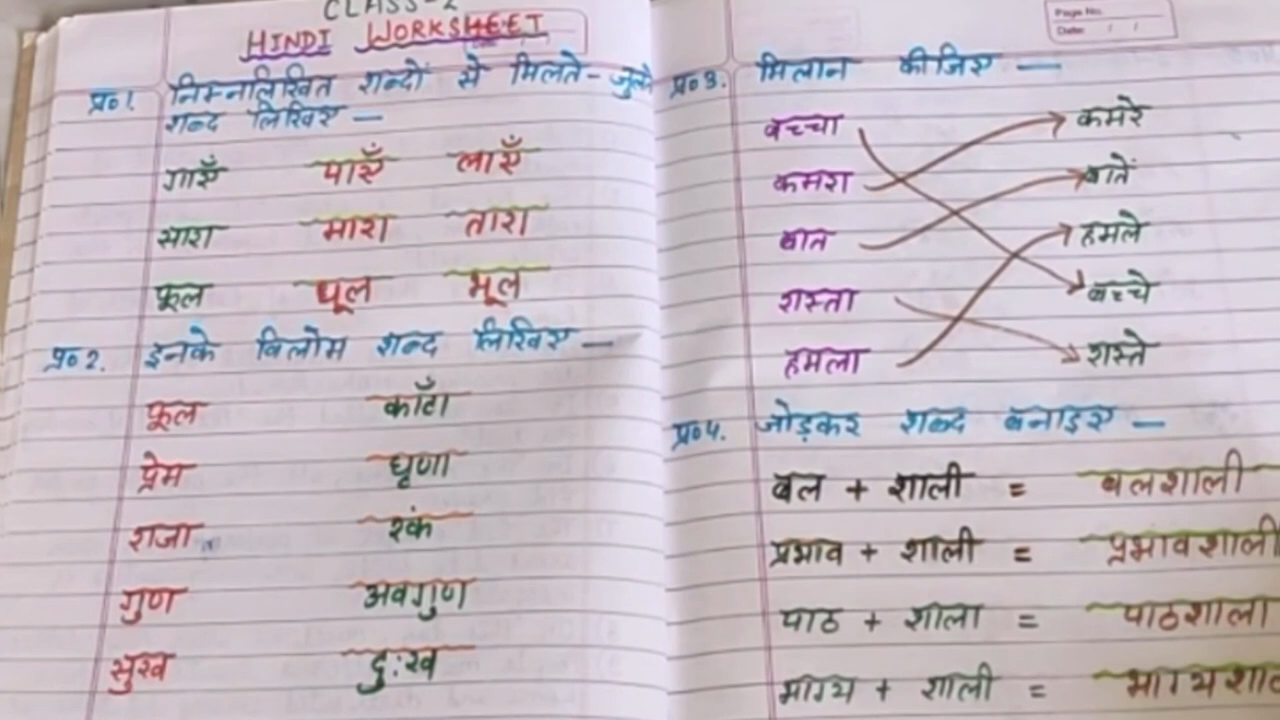 CLASS-2
HINDI WORKSHEET
प्र०1. निम्नलिखित शब्दों से मिलते-जुलते
शब्द लिखिए —
गाएँ पाएँ लाएँ
सारा मारा तारा
फूल धूल भूल
प्र०2. इनके विलोम शब्द लिखिए —
फूल काँटा
प्रेम घृणा
राजा रंक
गुण अवगुण
सुख दु:ख
Page No.
Date: / /
प्र०3. मिलान कीजिए —
बच्चा कमरे
कमरा बातें
बात हमले
रास्ता बच्चे
हमला रास्ते
प्र०4. जोड़कर शब्द बनाइए —
बल + शाली = बलशाली
प्रभाव + शाली = प्रभावशाली
पाठ + शाला = पाठशाला
भाग्य + शाली = भाग्यशा